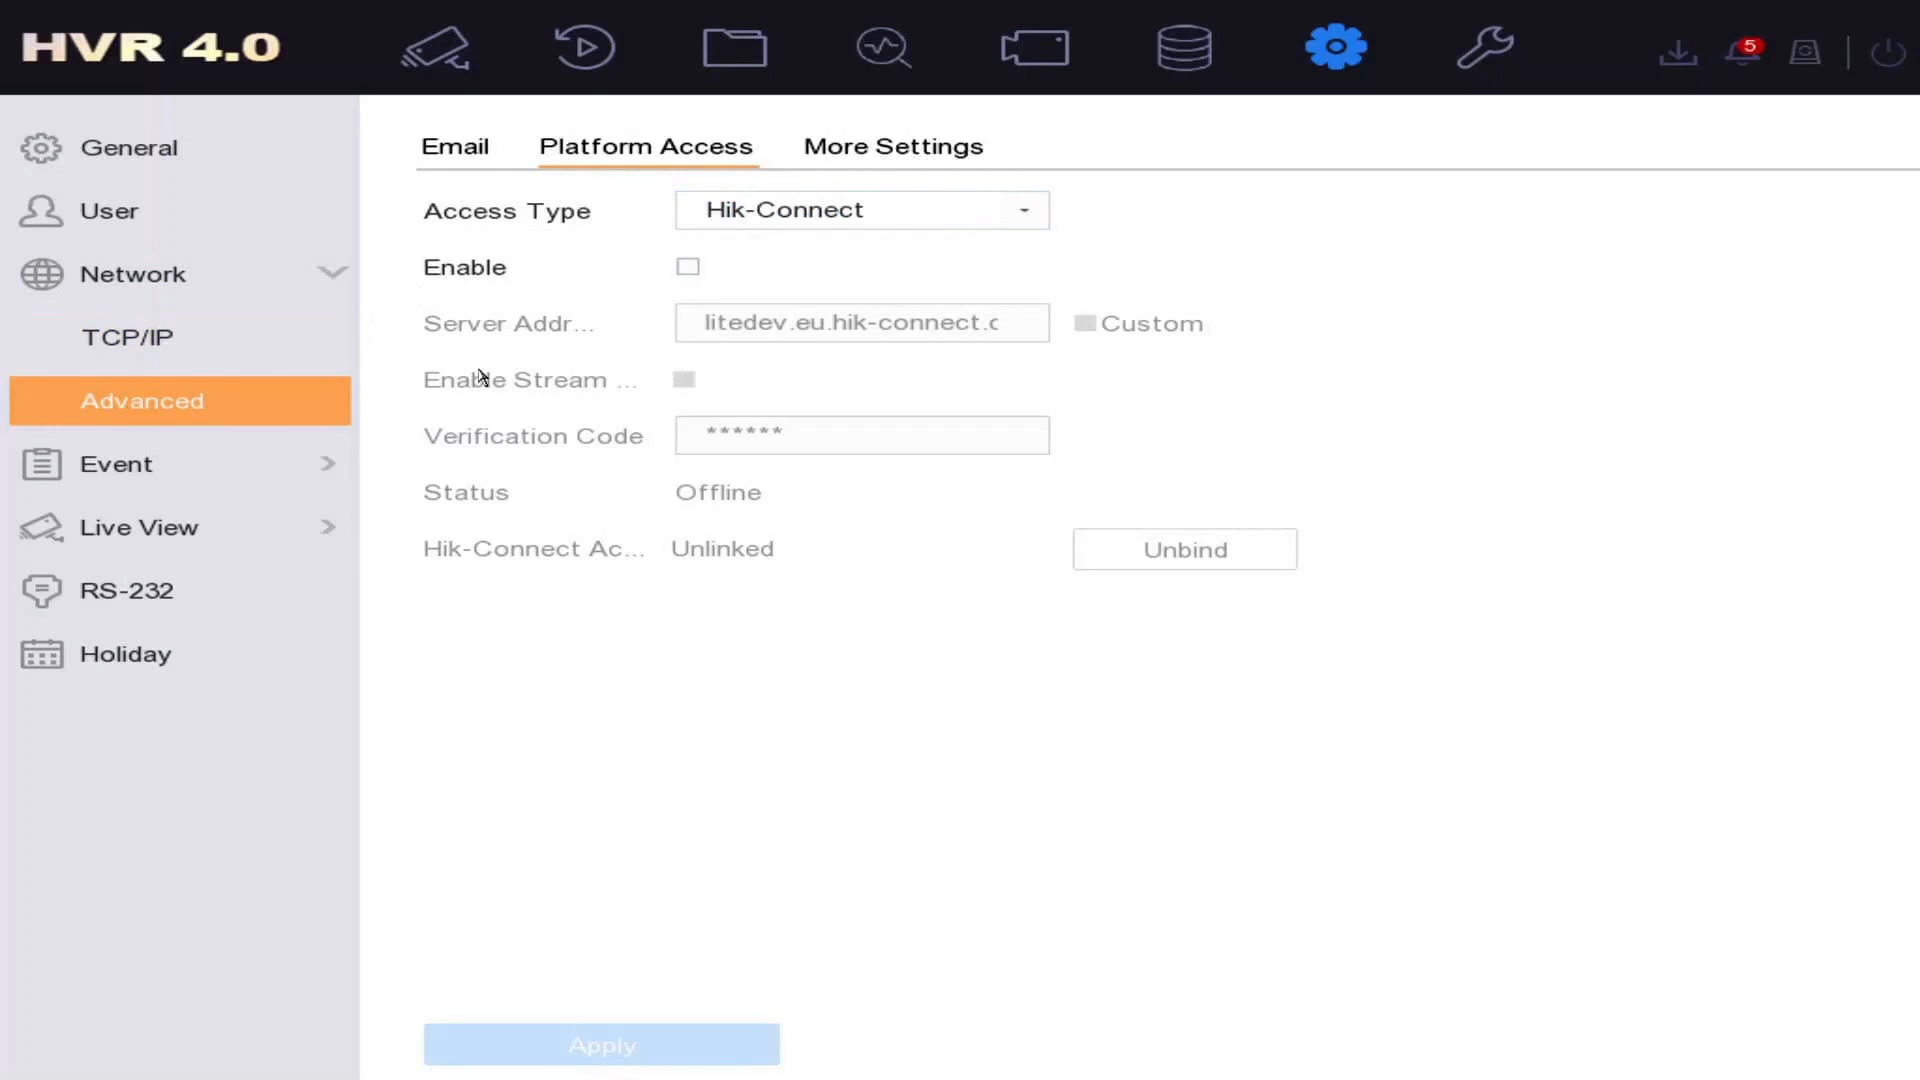 HVR 4.0
5
General
User
Network
TCP/IP
Advanced
Event
Live View
RS-232
Holiday
Email Platform Access More Settings
Access Type Hik-Connect
Enable
Server Addr... litedev.eu.hik-connect.c Custom
Enable Stream ...
Verification Code ******
Status Offline
Hik-Connect Ac... Unlinked Unbind
Apply